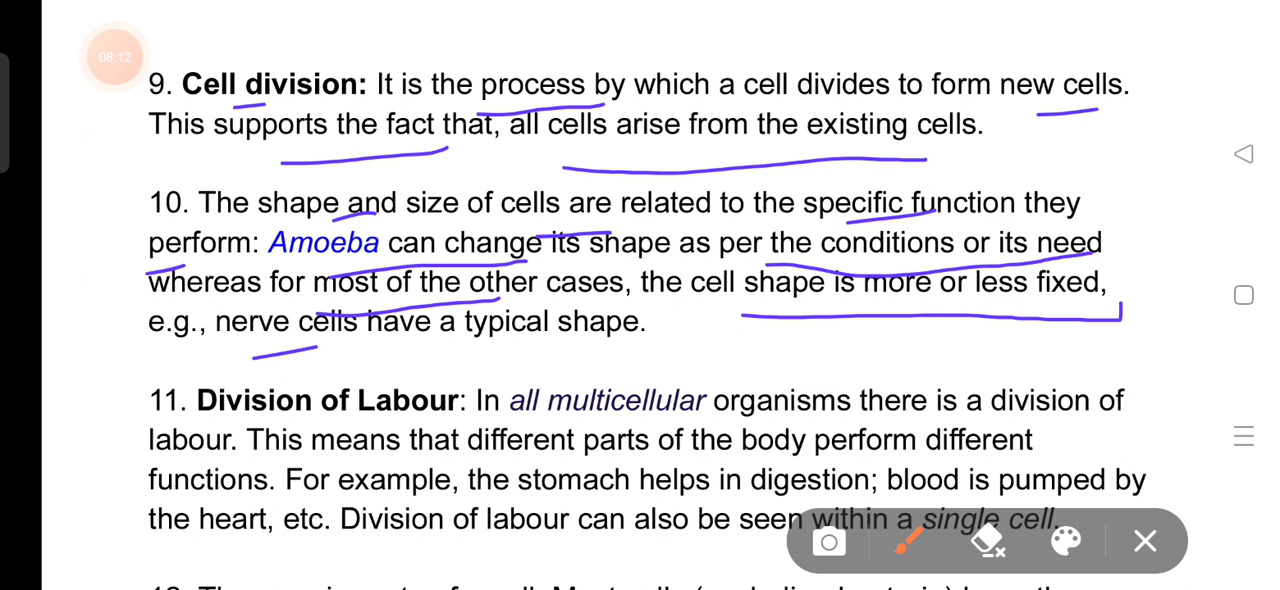 08:12
9. Cell division: It is the process by which a cell divides to form new cells.
This supports the fact that, all cells arise from the existing cells.
10. The shape and size of cells are related to the specific function they
perform: Amoeba can change its shape as per the conditions or its need
whereas for most of the other cases, the cell shape is more or less fixed,
e.g., nerve cells have a typical shape.
11. Division of Labour: In all multicellular organisms there is a division of
labour. This means that different parts of the body perform different
functions. For example, the stomach helps in digestion; blood is pumped by
the heart, etc. Division of labour can also be seen within a single cell.